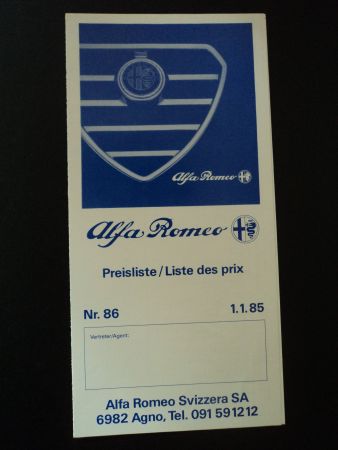 Alfa Romeo
Alfa Romeo
Preisliste/Liste des prix
Nr. 86 1.1.85
Vertreter/Agent:
Alfa Romeo Svizzera SA
6982 Agno, Tel. 091 591212